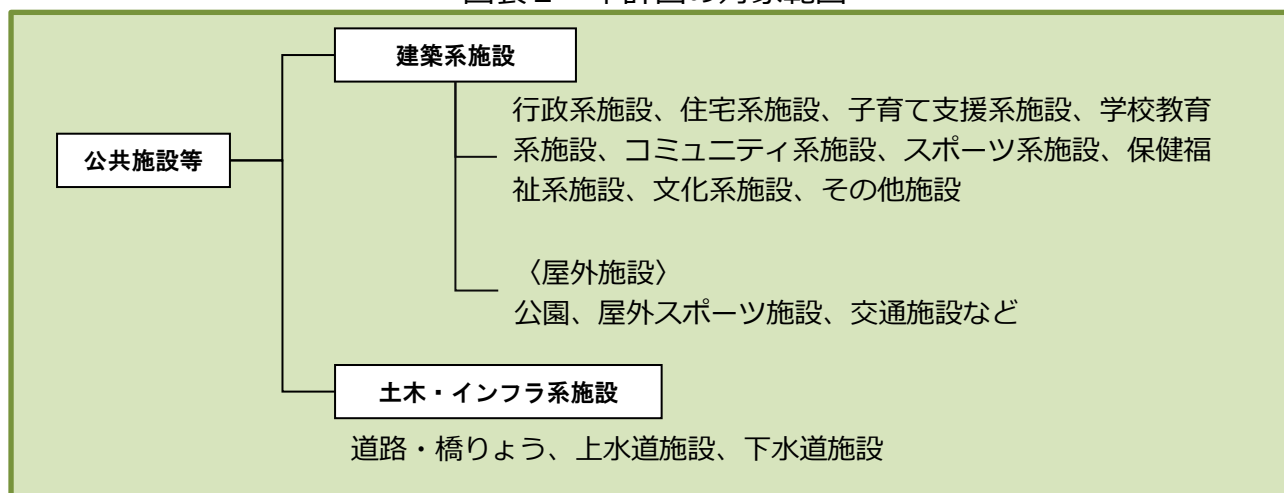 建築系施設
行政系施設、住宅系施設、子育て支援系施設、学校教育
系施設、コミュニティ系施設、スポーツ系施設、保健福
祉系施設、文化系施設、その他施設
公共施設等
〈屋外施設〉
公園、屋外スポーツ施設、交通施設など
土木・インフラ系施設
道路・橋りょう、上水道施設、下水道施設